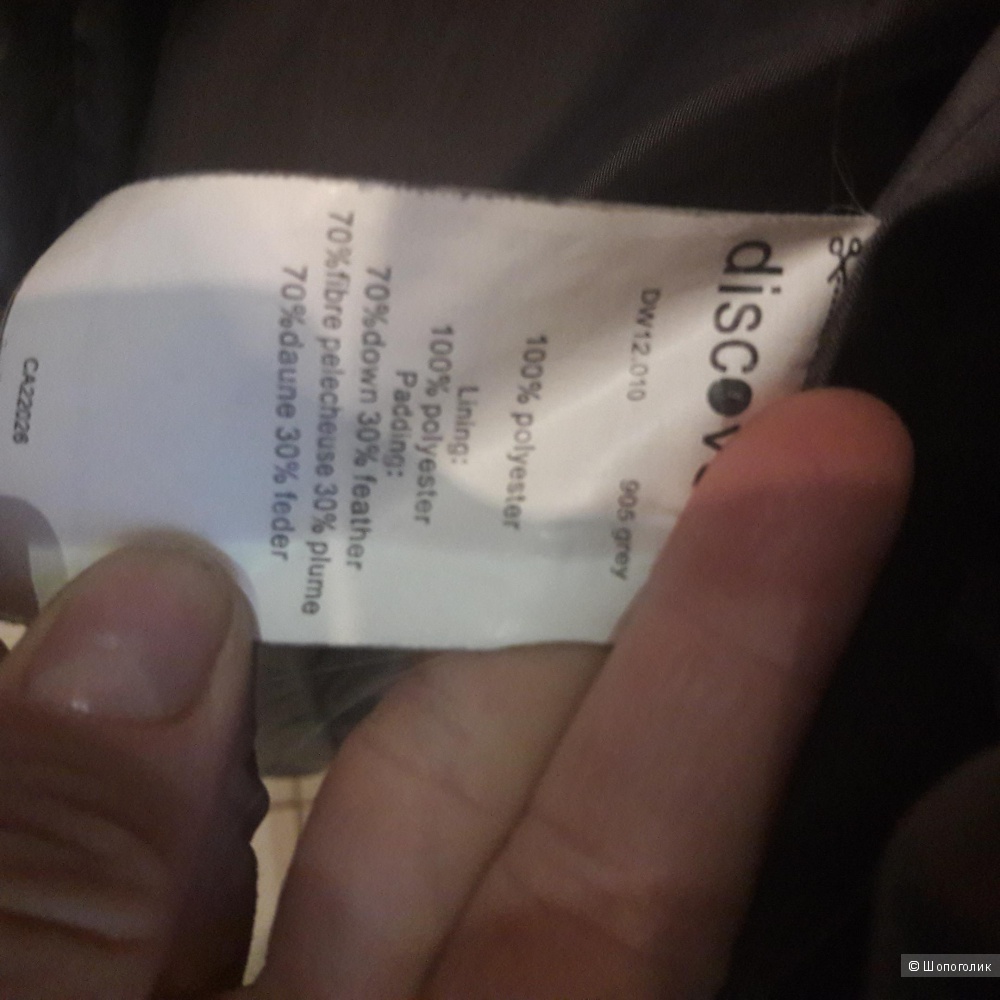 disc
DW12.010 905 grey
100% polyester
Lining:
100% polyester
Padding:
70%down 30% feather
70%fibre pelecheuse 30% plume
70%daune 30% feder
CA22026
© Шопоголик